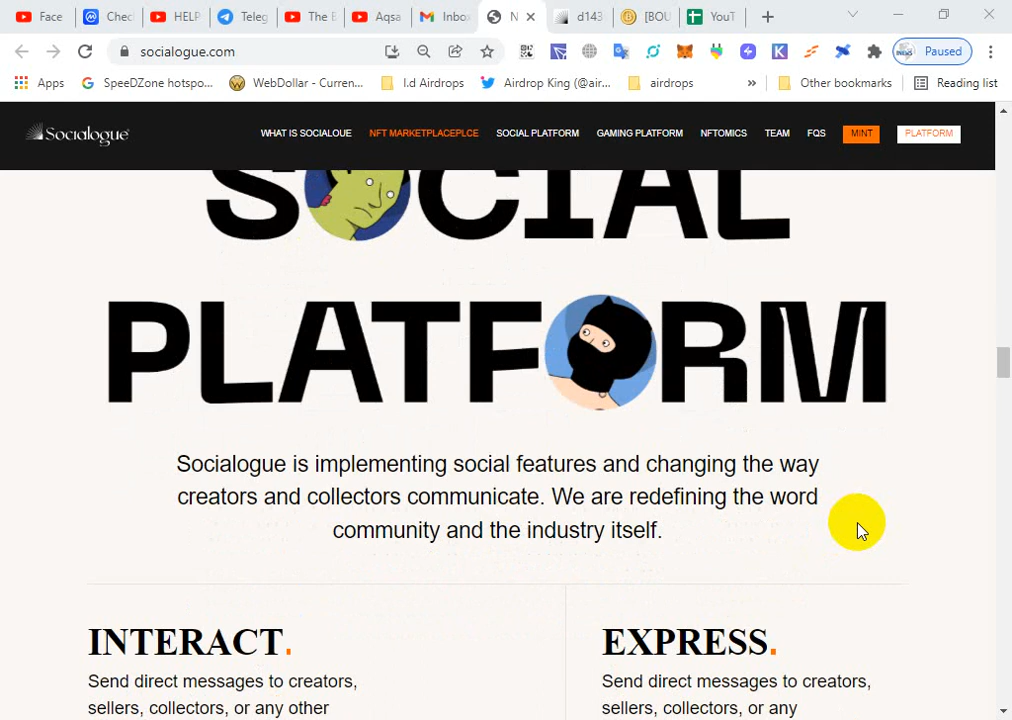 Face
Chec
HELP
Teleg
The E
Aqsa
Inbo
N
d143
[BOU
YouT
socialogue.com
Paused
Apps
SpeeDZone hotspo...
WebDollar - Curren...
I.d Airdrops
Airdrop King (@air...
airdrops
»
Other bookmarks
Reading list
Socialogue
WHAT IS SOCIALOUE
NFT MARKETPLACEPLCE
SOCIAL PLATFORM
GAMING PLATFORM
NFTOMICS
TEAM
FQS
MINT
PLATFORM
SOCIAL
PLATFORM
Socialogue is implementing social features and changing the way
creators and collectors communicate. We are redefining the word
community and the industry itself.
INTERACT.
Send direct messages to creators,
sellers, collectors, or any other
EXPRESS.
Send direct messages to creators,
sellers, collectors, or any